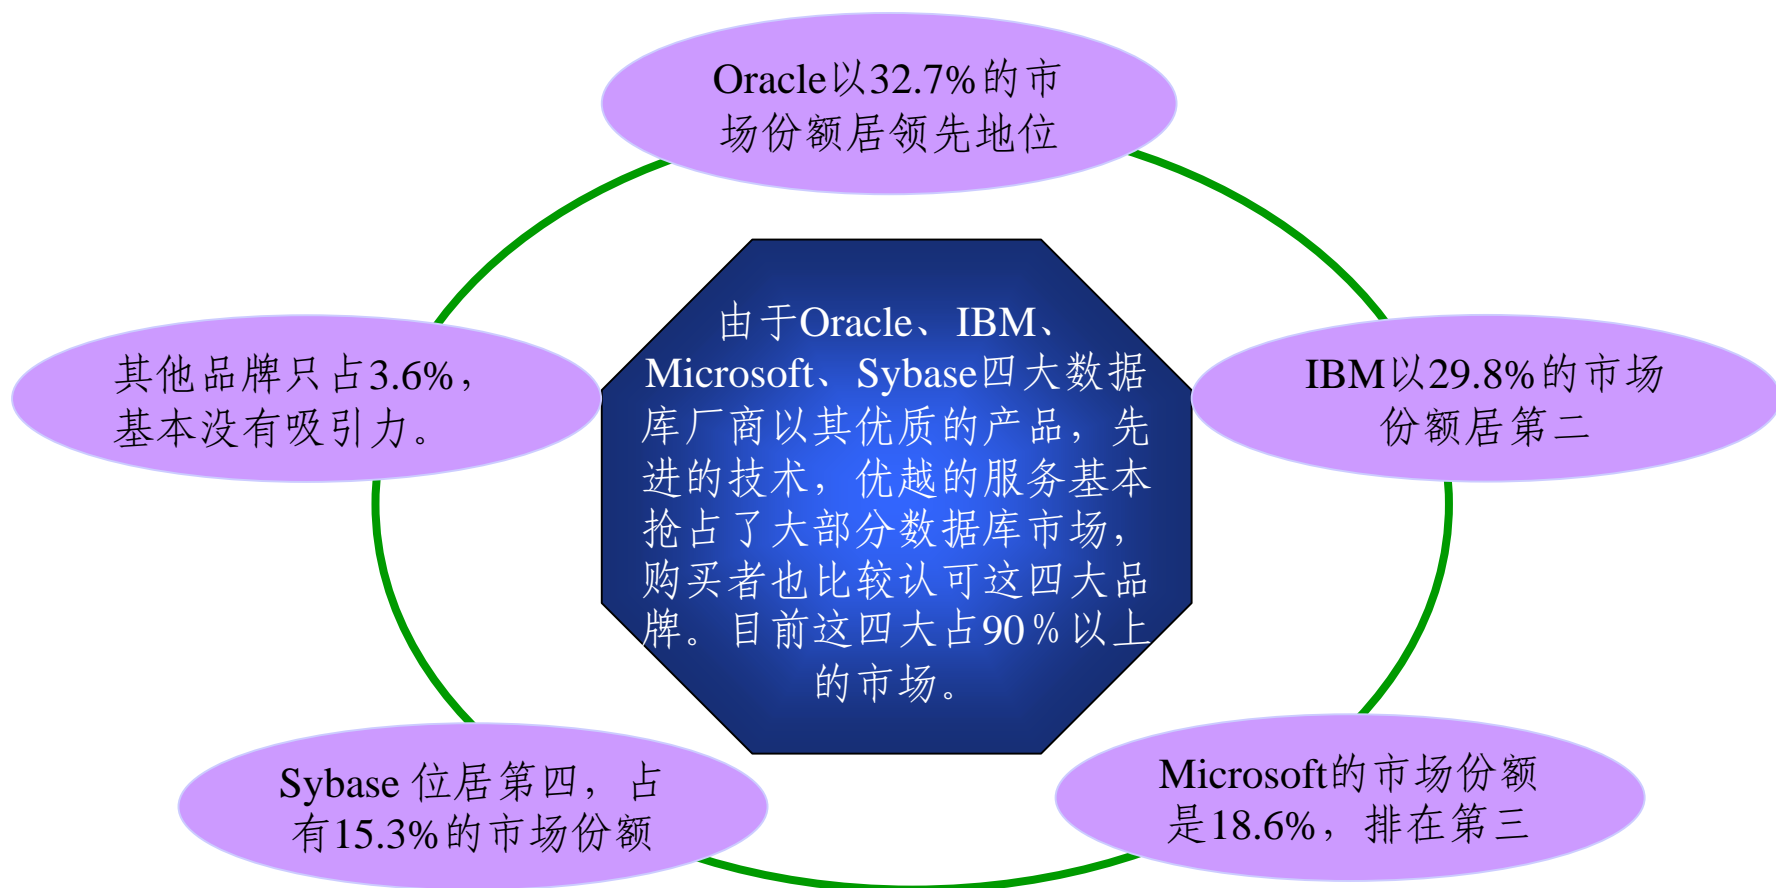 Oracle以32.7%的市
场份额居领先地位
由于Oracle、IBM、
Microsoft、Sybase四大数据
库厂商以其优质的产品，先
进的技术，优越的服务基本
抢占了大部分数据库市场，
购买者也比较认可这四大品
牌。目前这四大占90％以上
的市场。
其他品牌只占3.6%，
基本没有吸引力。
IBM以29.8%的市场
份额居第二
Sybase 位居第四，占
有15.3%的市场份额
Microsoft的市场份额
是18.6%，排在第三